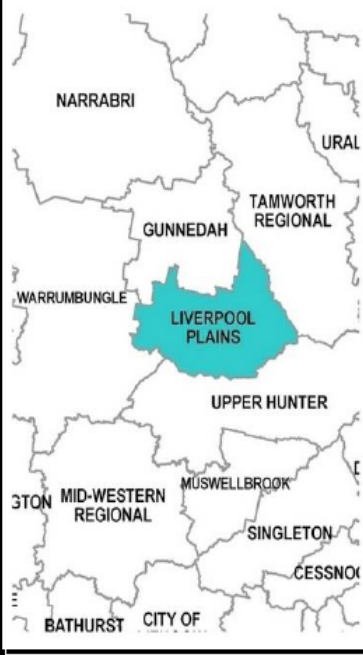 NARRABRI
URAL
TAMWORTH
REGIONAL
GUNNEDAH
WARRUMBUNGLE
LIVERPOOL
PLAINS
UPPER HUNTER
MUSWELLBROOK
GTON
MID-WESTERN
REGIONAL
SINGLETON
CESSNO
BATHURST
CITY OF